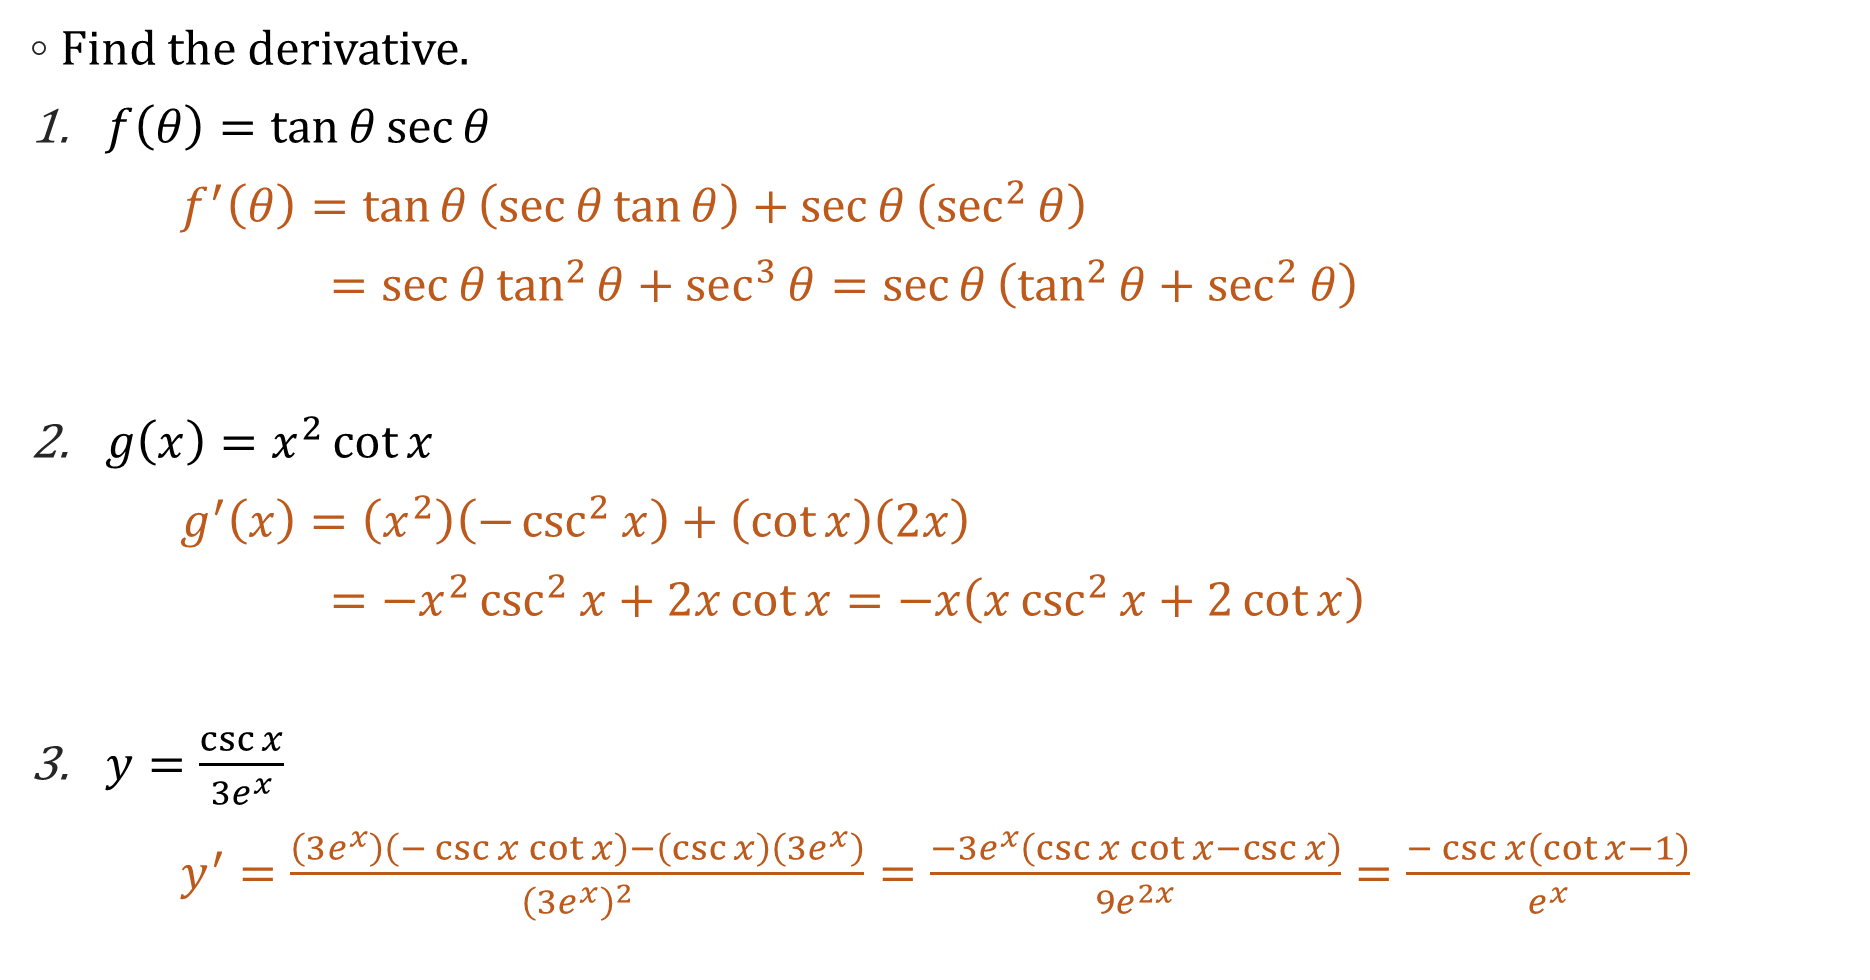 ◦ Find the derivative.
1. f(θ) = tan θ sec θ
f′(θ) = tan θ (sec θ tan θ) + sec θ (sec² θ)
= sec θ tan² θ + sec³ θ = sec θ (tan² θ + sec² θ)
2. g(x) = x² cot x
g′(x) = (x²)(− csc² x) + (cot x)(2x)
= −x² csc² x + 2x cot x = −x(x csc² x + 2 cot x)
3. y = csc x / 3eˣ
y′ = (3eˣ)(− csc x cot x)−(csc x)(3eˣ) / (3eˣ)² = −3eˣ(csc x cot x−csc x) / 9e²ˣ = − csc x(cot x−1) / eˣ